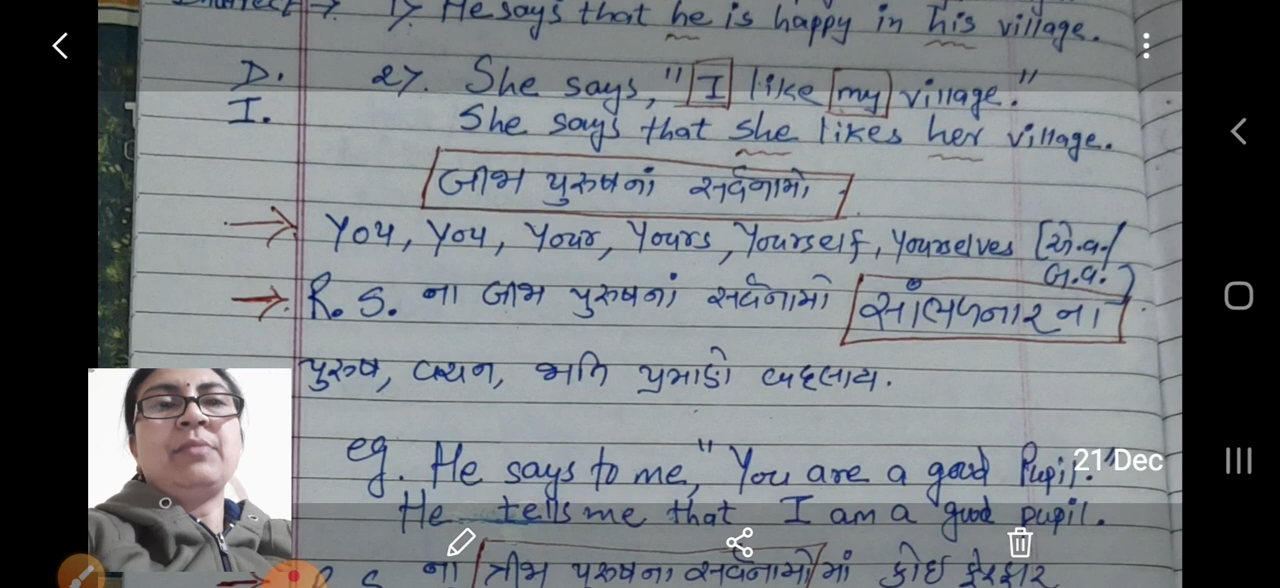 1). He says that he is happy in his village.
D. 2). She says, "I like my village."
I. She says that she likes her village.
બીજા પુરુષનાં સર્વનામો
You, You, Your, Yours, Yourself, Yourselves [એ.વ./
બ.વ.]
R. S. ના બીજા પુરુષનાં સર્વનામો સાંભળનારના
પુરુષ, વચન, જાતિ પ્રમાણે બદલાય.
eg. He says to me, "You are a good Pupil."
21 Dec
He tells me that I am a good pupil.
R. S. ના ત્રીજા પુરુષના સર્વનામોમાં કોઈ ફેરફાર